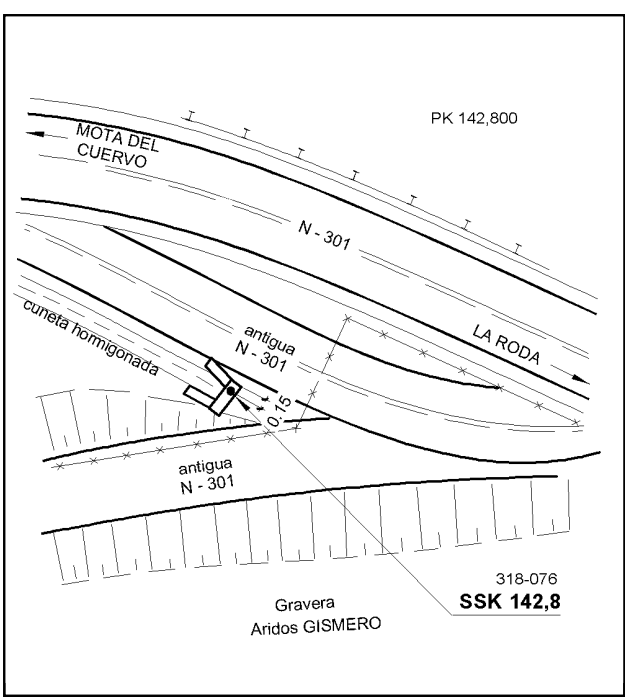 PK 142,800
MOTA DEL
CUERVO
N - 301
LA RODA
cuneta hormigonada
antigua
N - 301
0.15
antigua
N - 301
318-076
SSK 142,8
Gravera
Aridos GISMERO